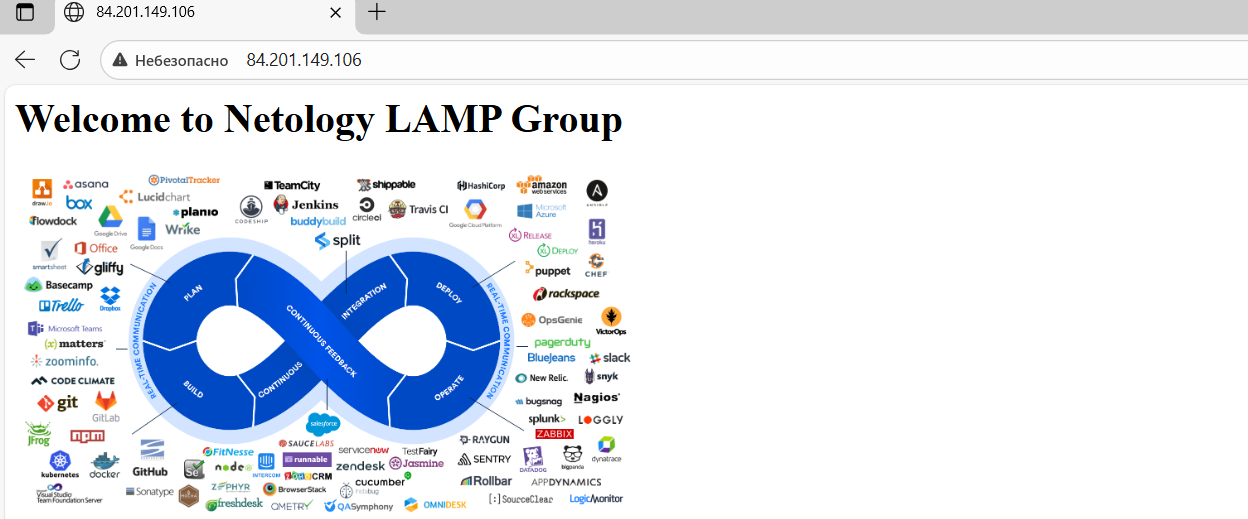 84.201.149.106
Небезопасно 84.201.149.106
Welcome to Netology LAMP Group
draw.io
asana
PivotalTracker
TeamCity
shippable
HashiCorp
amazon
web services
ANSIBLE
box
Lucidchart
CODESHIP
Jenkins
circleci
Travis CI
Google Cloud Platform
Microsoft
Azure
heroku
flowdock
Google Drive
planio
buddybuild
Google Docs
Wrike
split
XL RELEASE
XL DEPLOY
smartsheet
Office
gliffy
puppet
CHEF
Basecamp
Trello
Dropbox
rackspace
OpsGenie
VictorOps
Microsoft Teams
(x)matters
zoominfo.
pagerduty
BlueJeans
slack
CODE CLIMATE
New Relic.
snyk
git
GitLab
bugsnag
Nagios
splunk>
LOGGLY
JFrog
npm
ZABBIX
REAL-TIME COMMUNICATION
PLAN
BUILD
CONTINUOUS
INTEGRATION
CONTINUOUS FEEDBACK
DEPLOY
OPERATE
REAL-TIME COMMUNICATION
salesforce
kubernetes
docker
GitHub
Se
FitNesse
SAUCELABS
servicenow
TestFairy
RAYGUN
node
INTERCOM
runnable
zendesk
Jasmine
SENTRY
DATADOG
bigpanda
dynatrace
CRM
cucumber
Visual Studio
Team Foundation Server
Sonatype
MOCHA
ZEPHYR
BrowserStack
Rollbar
APPDYNAMICS
freshdesk
QMETRY
QASymphony
OMNIDESK
[:]SourceClear
LogicMonitor